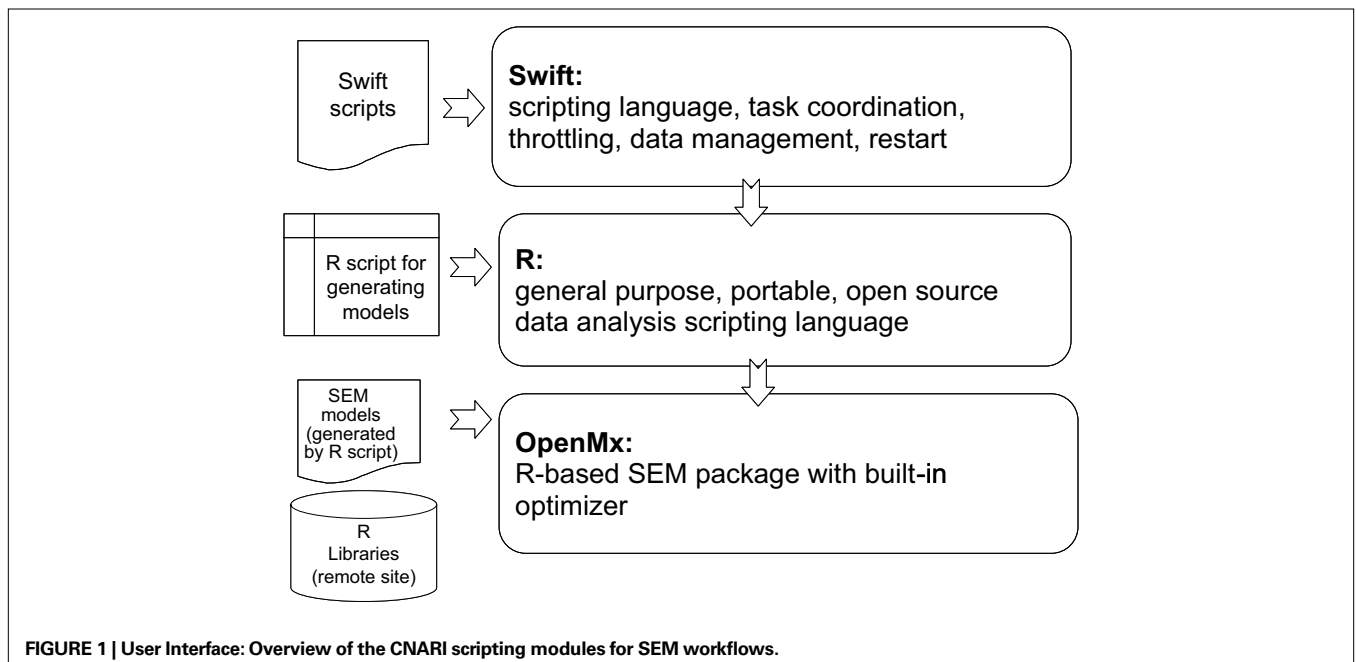 Swift
scripts
Swift:
scripting language, task coordination,
throttling, data management, restart
R script for
generating
models
R:
general purpose, portable, open source
data analysis scripting language
SEM
models
(generated
by R script)
OpenMx:
R-based SEM package with built-in
optimizer
R
Libraries
(remote site)
FIGURE 1 | User Interface: Overview of the CNARI scripting modules for SEM workflows.